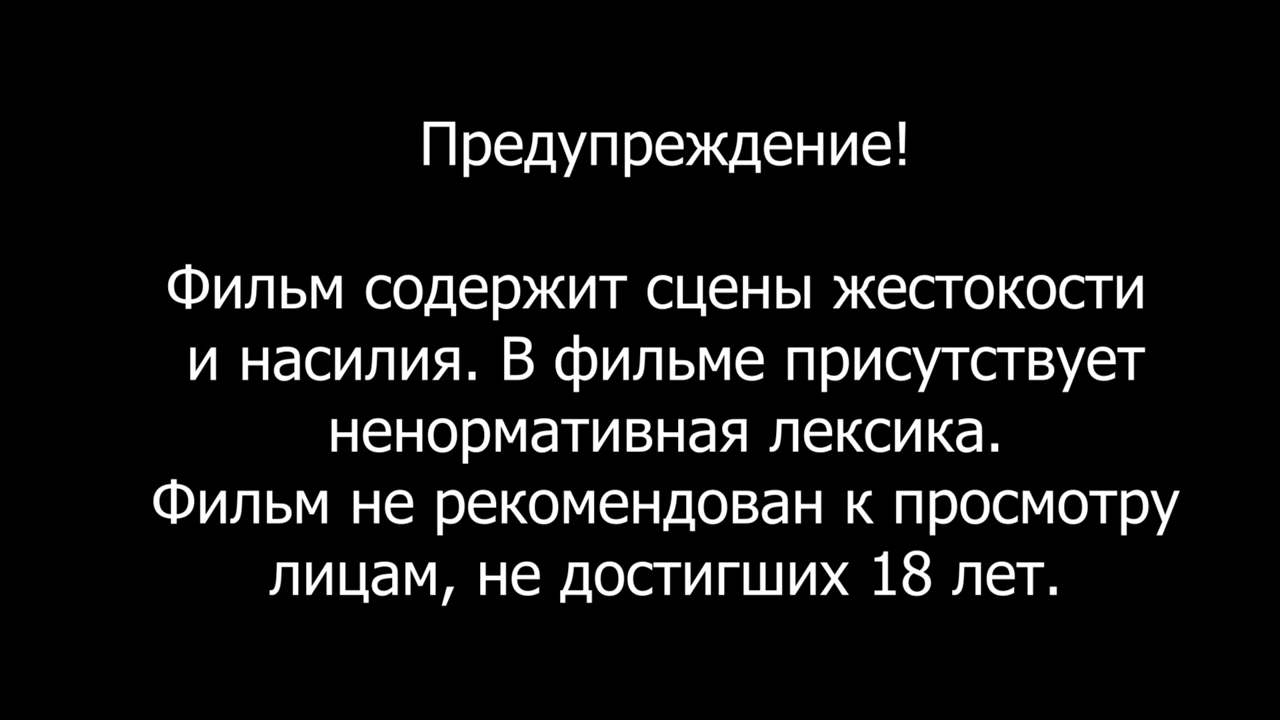 Предупреждение!
Фильм содержит сцены жестокости
и насилия. В фильме присутствует
ненормативная лексика.
Фильм не рекомендован к просмотру
лицам, не достигших 18 лет.